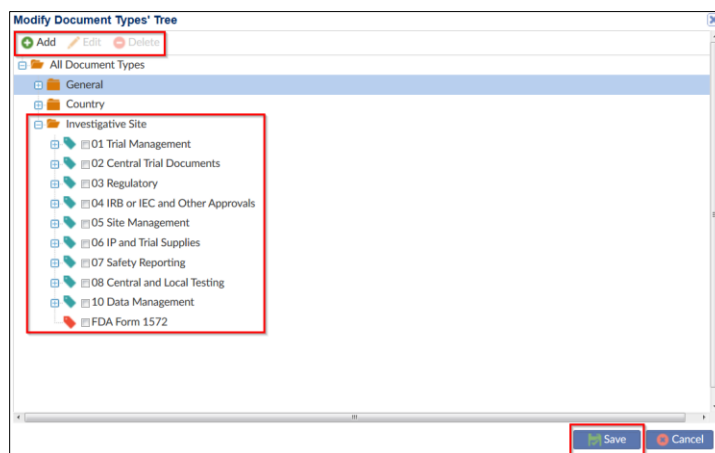 Modify Document Types' Tree
Add Edit Delete
All Document Types
General
Country
Investigative Site
01 Trial Management
02 Central Trial Documents
03 Regulatory
04 IRB or IEC and Other Approvals
05 Site Management
06 IP and Trial Supplies
07 Safety Reporting
08 Central and Local Testing
10 Data Management
FDA Form 1572
Save Cancel